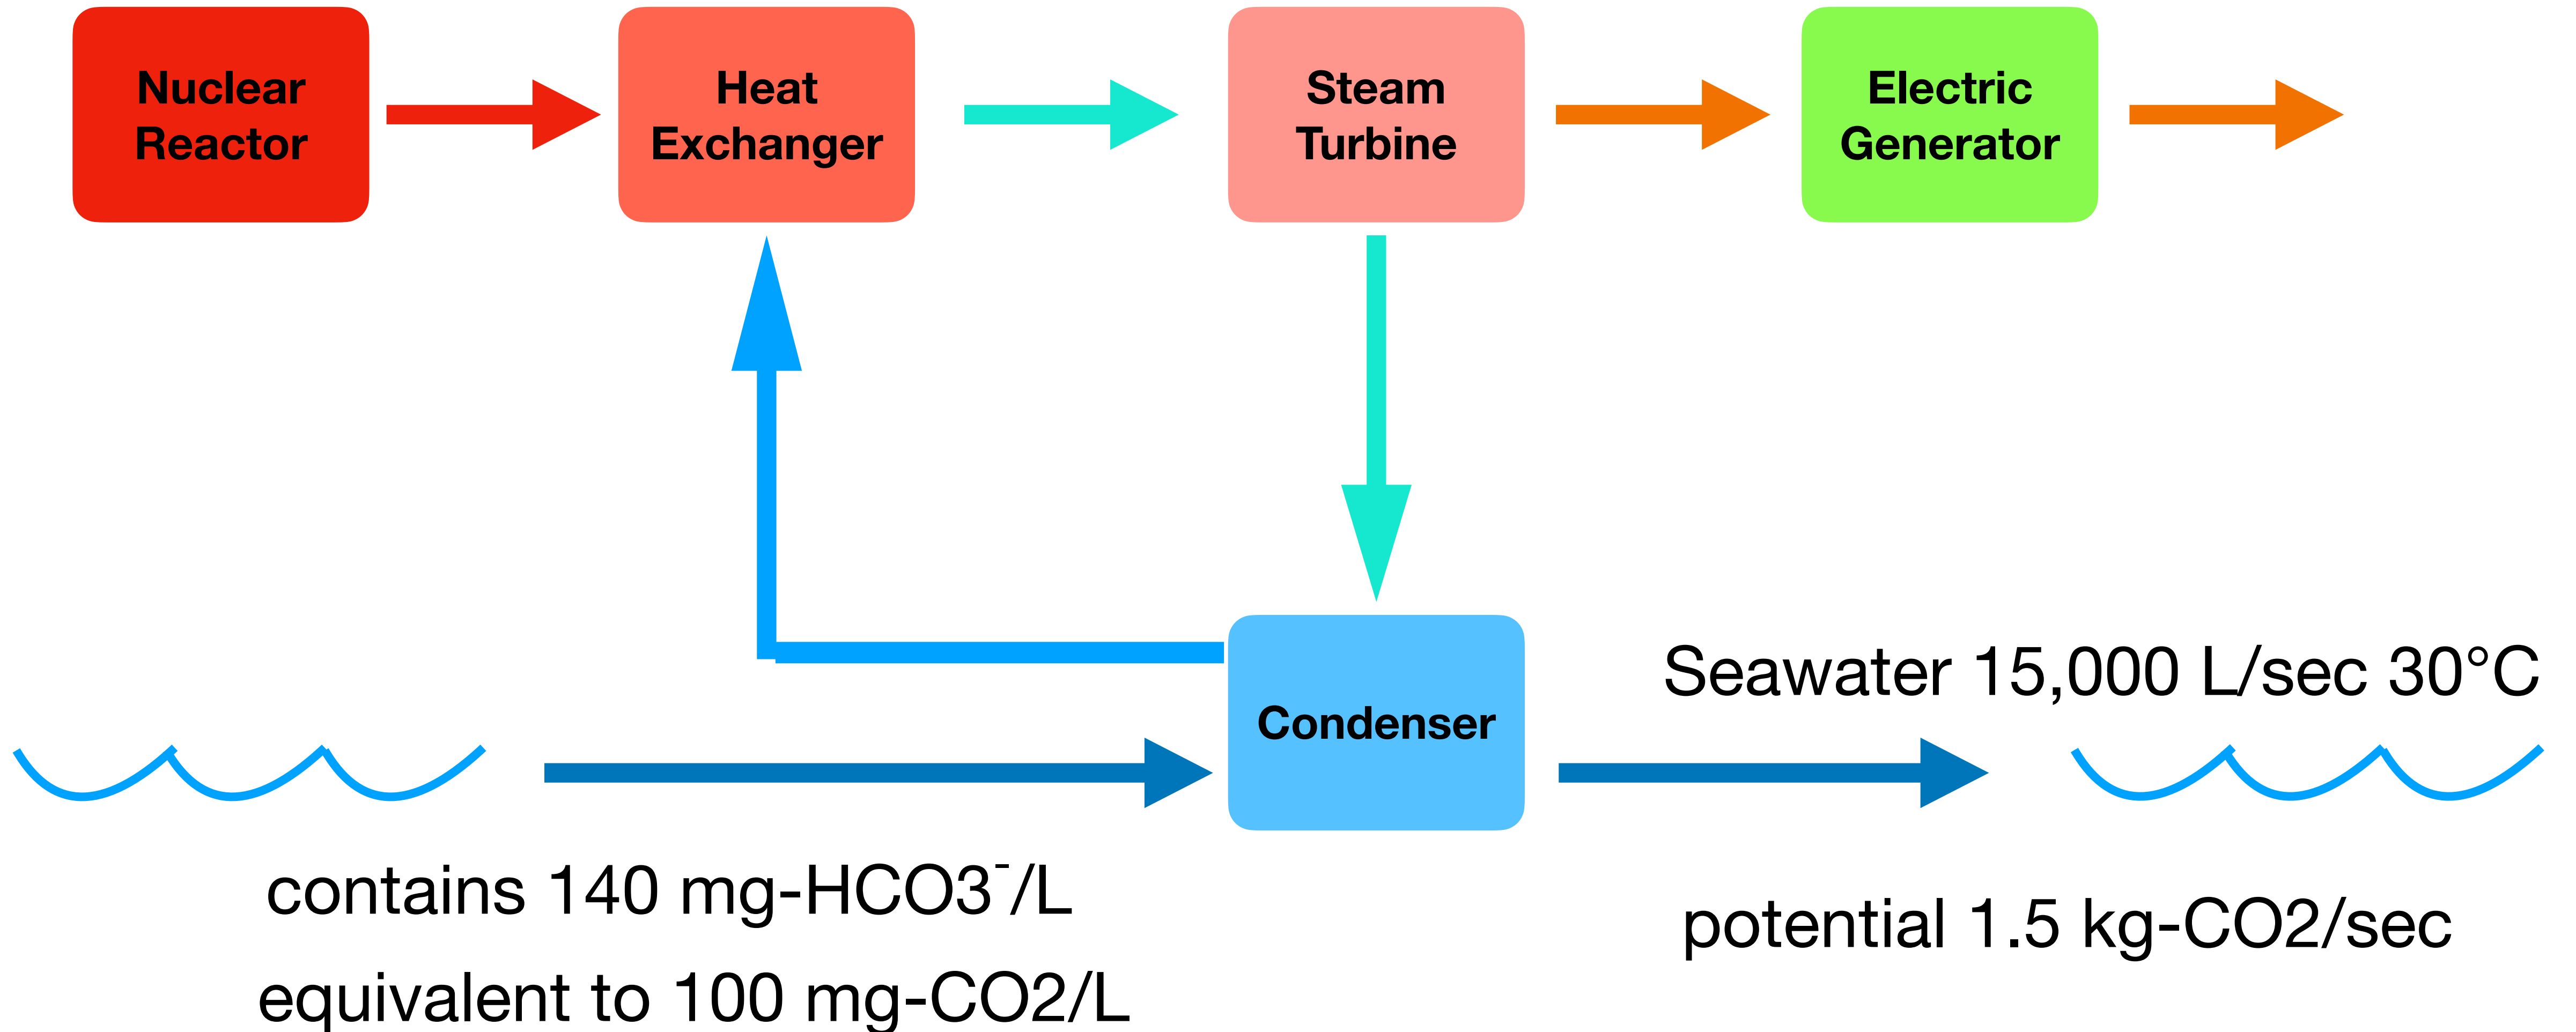 Nuclear
Reactor
Heat
Exchanger
Steam
Turbine
Electric
Generator
Condenser
Seawater 15,000 L/sec 30°C
contains 140 mg-HCO3⁻/L
equivalent to 100 mg-CO2/L
potential 1.5 kg-CO2/sec